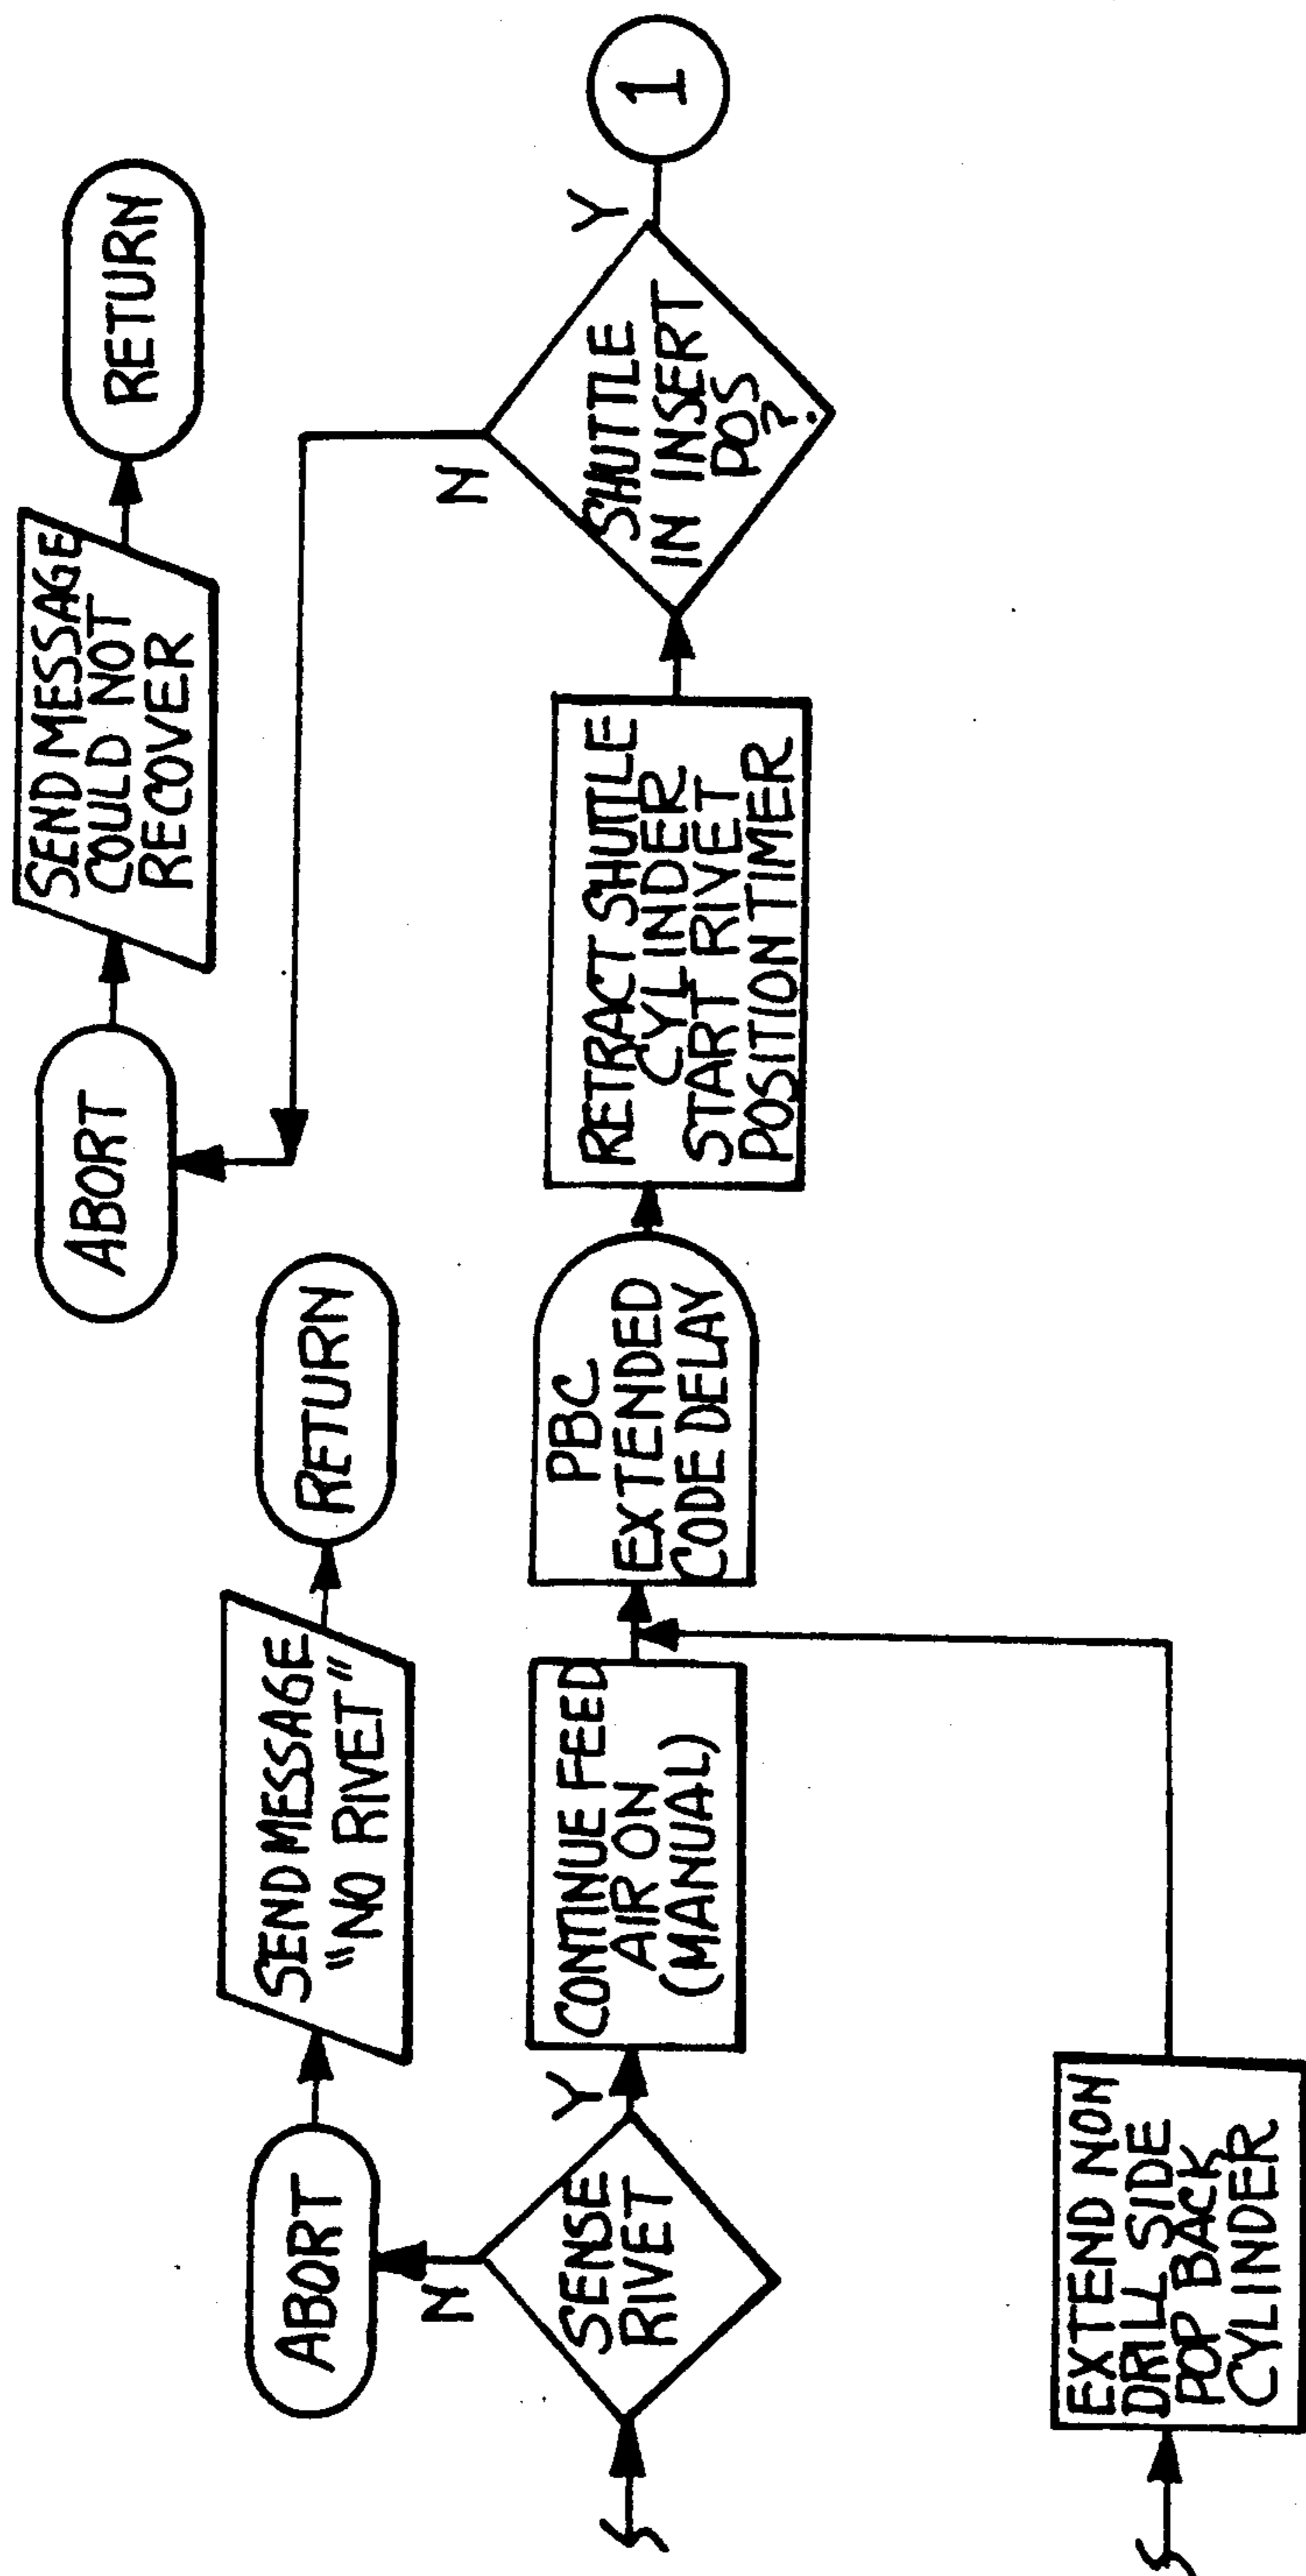 ABORT
SEND MESSAGE
COULD NOT
RECOVER
RETURN
ABORT
SEND MESSAGE
"NO RIVET"
RETURN
N
N
SENSE
RIVET
Y
CONTINUE FEED
AIR ON
(MANUAL)
PBC
EXTENDED
CODE DELAY
RETRACT SHUTTLE
CYLINDER
START RIVET
POSITION TIMER
SHUTTLE
IN INSERT
POS
?
Y
1
EXTEND NON
DRILL SIDE
POP BACK
CYLINDER